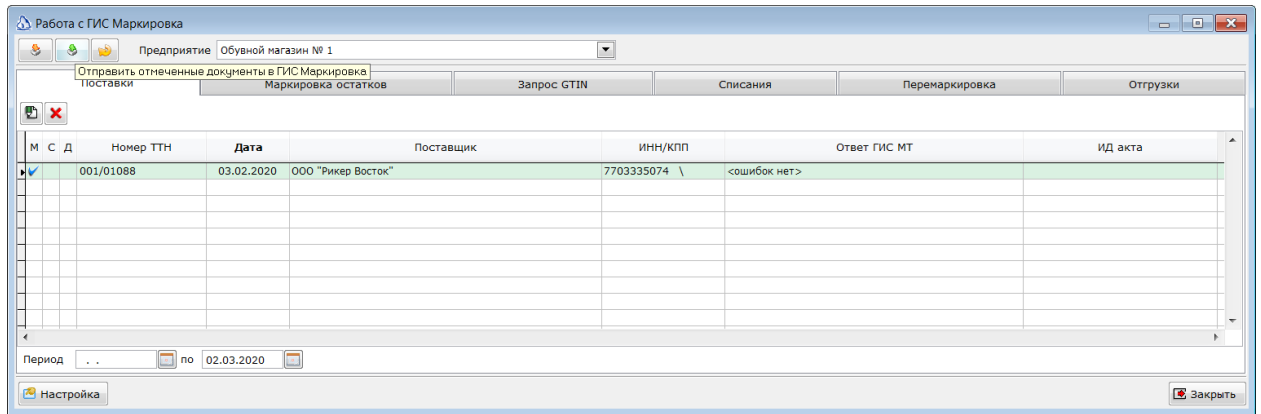 Работа с ГИС Маркировка
Предприятие Обувной магазин № 1
Отправить отмеченные документы в ГИС Маркировка
Поставки Маркировка остатков Запрос GTIN Списания Перемаркировка Отгрузки
М С Д Номер ТТН Дата Поставщик ИНН/КПП Ответ ГИС МТ ИД акта
001/01088 03.02.2020 ООО "Рикер Восток" 7703335074 \ <ошибок нет>
Период . . по 02.03.2020
Настройка Закрыть